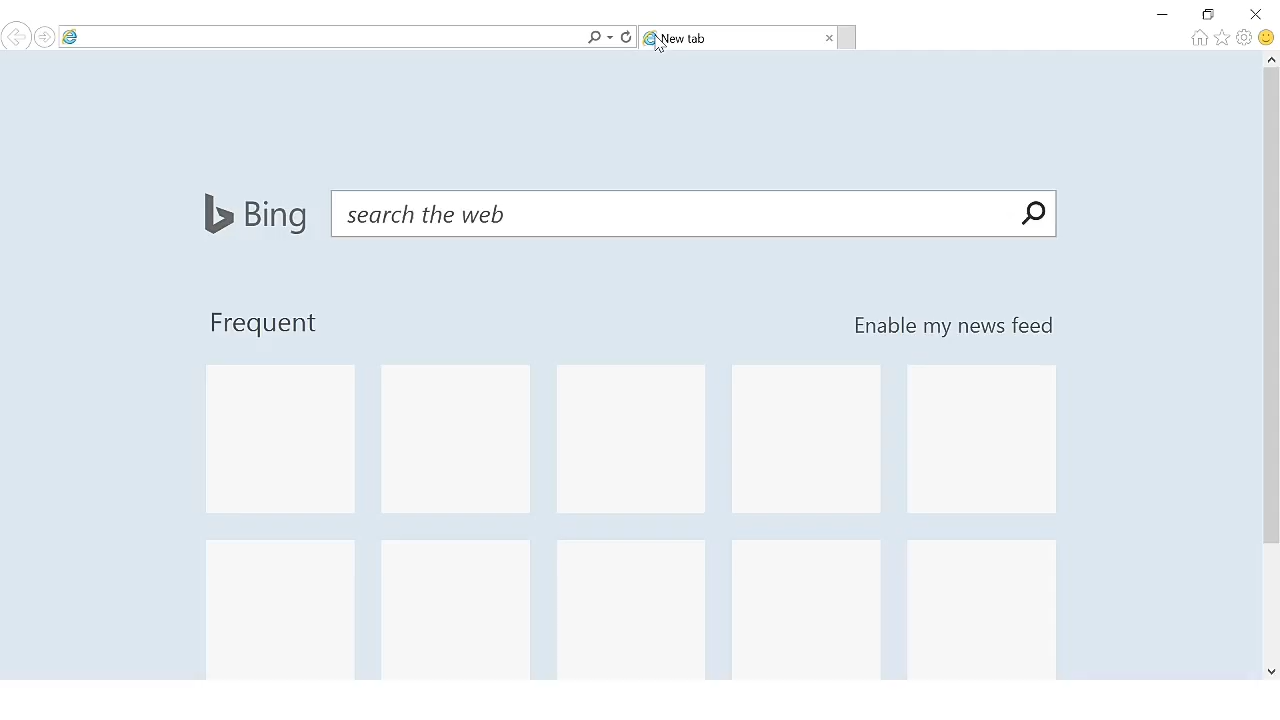 New tab
Bing
search the web
Frequent
Enable my news feed